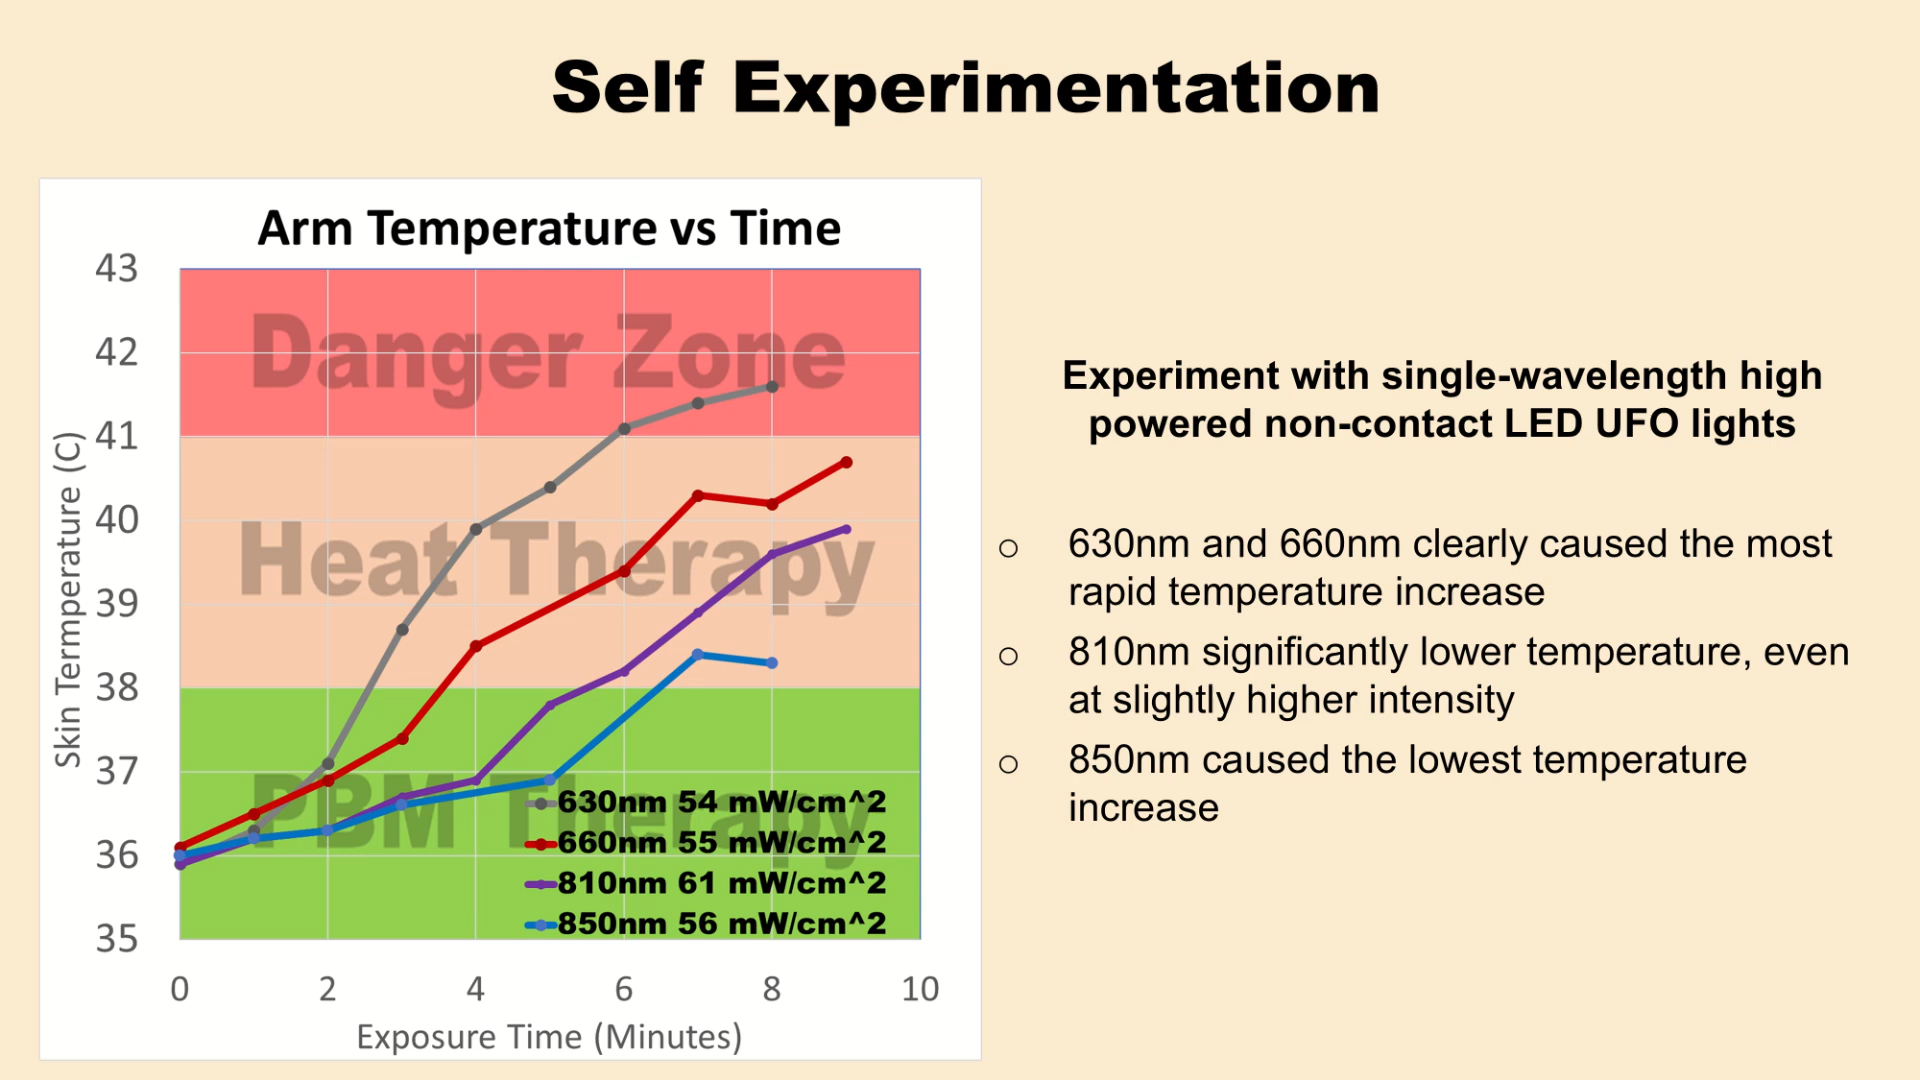 Self Experimentation
Arm Temperature vs Time
43
42
41
40
39
38
37
36
35
Skin Termperature (C)
Danger Zone
Heat Therapy
PBM Therapy
630nm 54 mW/cm^2
660nm 55 mW/cm^2
810nm 61 mW/cm^2
850nm 56 mW/cm^2
0 2 4 6 8 10
Exposure Time (Minutes)
Experiment with single-wavelength high
powered non-contact LED UFO lights
o 630nm and 660nm clearly caused the most
rapid temperature increase
o 810nm significantly lower temperature, even
at slightly higher intensity
o 850nm caused the lowest temperature
increase